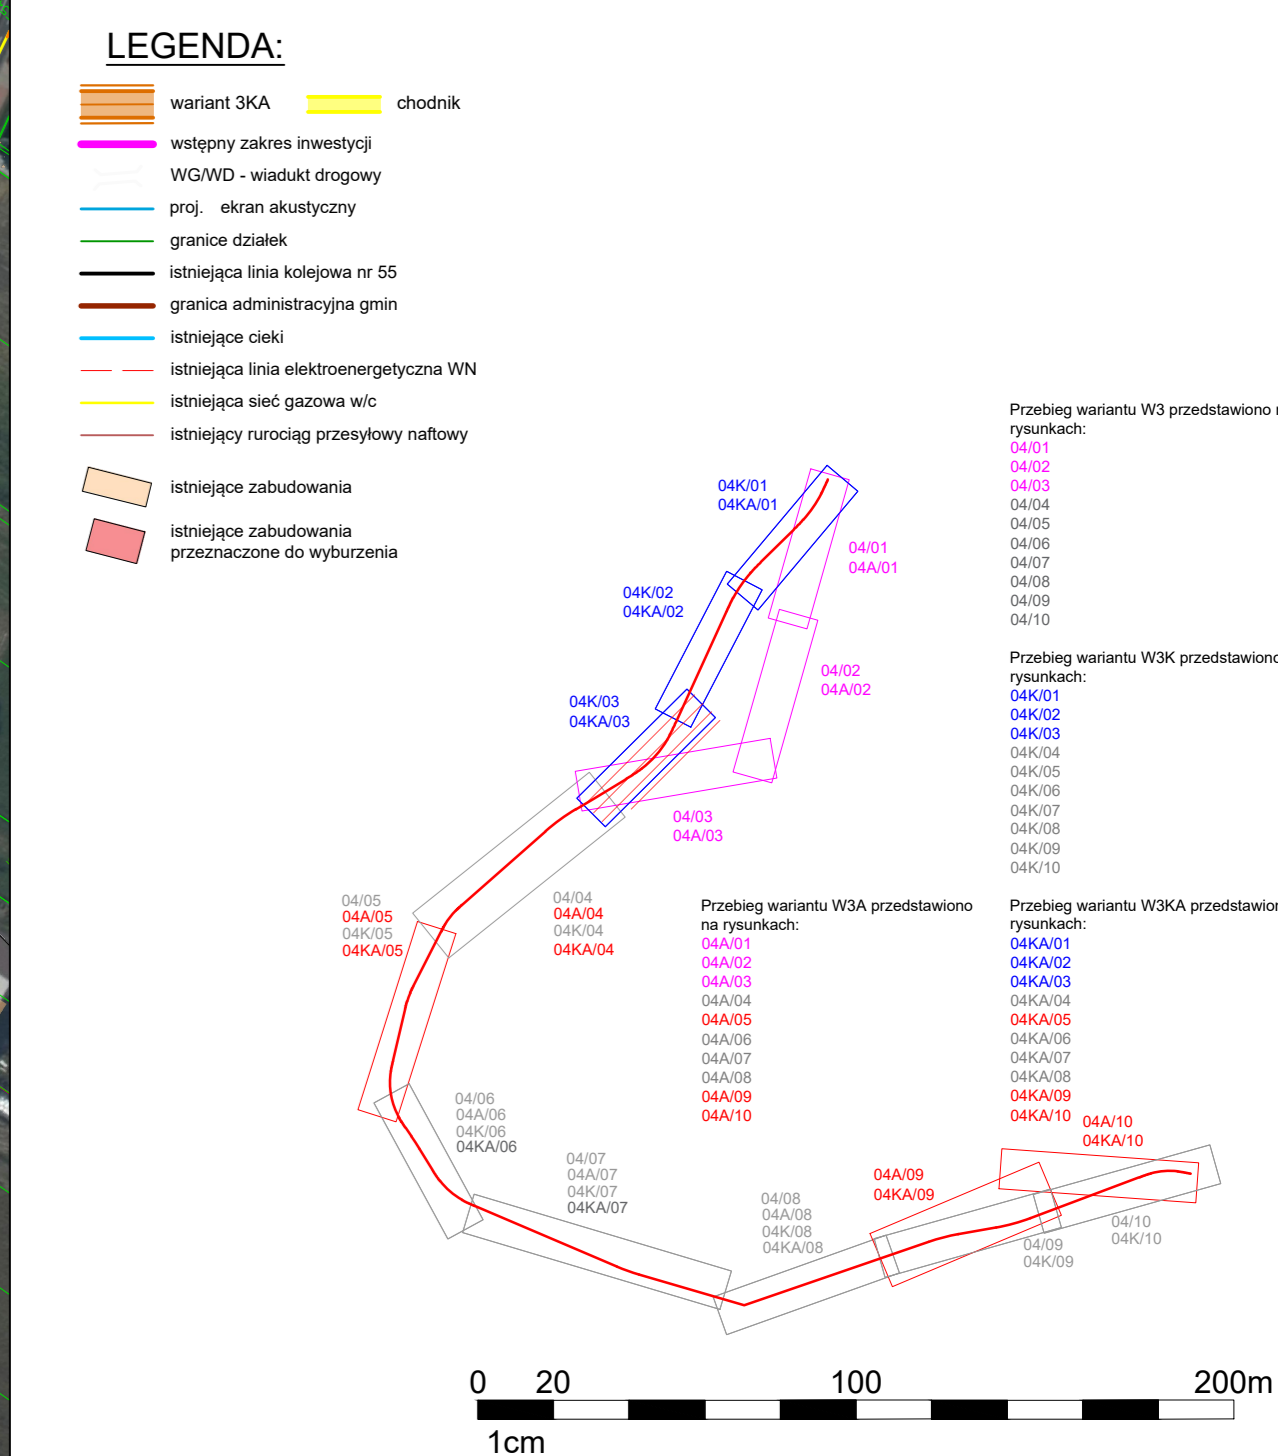 LEGENDA:
wariant 3KA
chodnik
wstępny zakres inwestycji
WG/WD - wiadukt drogowy
proj. ekran akustyczny
granice działek
istniejąca linia kolejowa nr 55
granica administracyjna gmin
istniejące cieki
istniejąca linia elektroenergetyczna WN
istniejąca sieć gazowa w/c
istniejący rurociąg przesyłowy naftowy
istniejące zabudowania
istniejące zabudowania
przeznaczone do wyburzenia
04K/01
04KA/01
04/01
04A/01
04K/02
04KA/02
04/02
04A/02
04K/03
04KA/03
04/03
04A/03
04/05
04A/05
04K/05
04KA/05
04/04
04A/04
04K/04
04KA/04
04/06
04A/06
04K/06
04KA/06
04/07
04A/07
04K/07
04KA/07
04/08
04A/08
04K/08
04KA/08
04A/09
04KA/09
04A/10
04KA/10
04/09
04K/09
04/10
04K/10
Przebieg wariantu W3 przedstawiono
rysunkach:
04/01
04/02
04/03
04/04
04/05
04/06
04/07
04/08
04/09
04/10
Przebieg wariantu W3K przedstawiono
rysunkach:
04K/01
04K/02
04K/03
04K/04
04K/05
04K/06
04K/07
04K/08
04K/09
04K/10
Przebieg wariantu W3A przedstawiono
na rysunkach:
04A/01
04A/02
04A/03
04A/04
04A/05
04A/06
04A/07
04A/08
04A/09
04A/10
Przebieg wariantu W3KA przedstawion
rysunkach:
04KA/01
04KA/02
04KA/03
04KA/04
04KA/05
04KA/06
04KA/07
04KA/08
04KA/09
04KA/10
0 20 100 200m
1cm